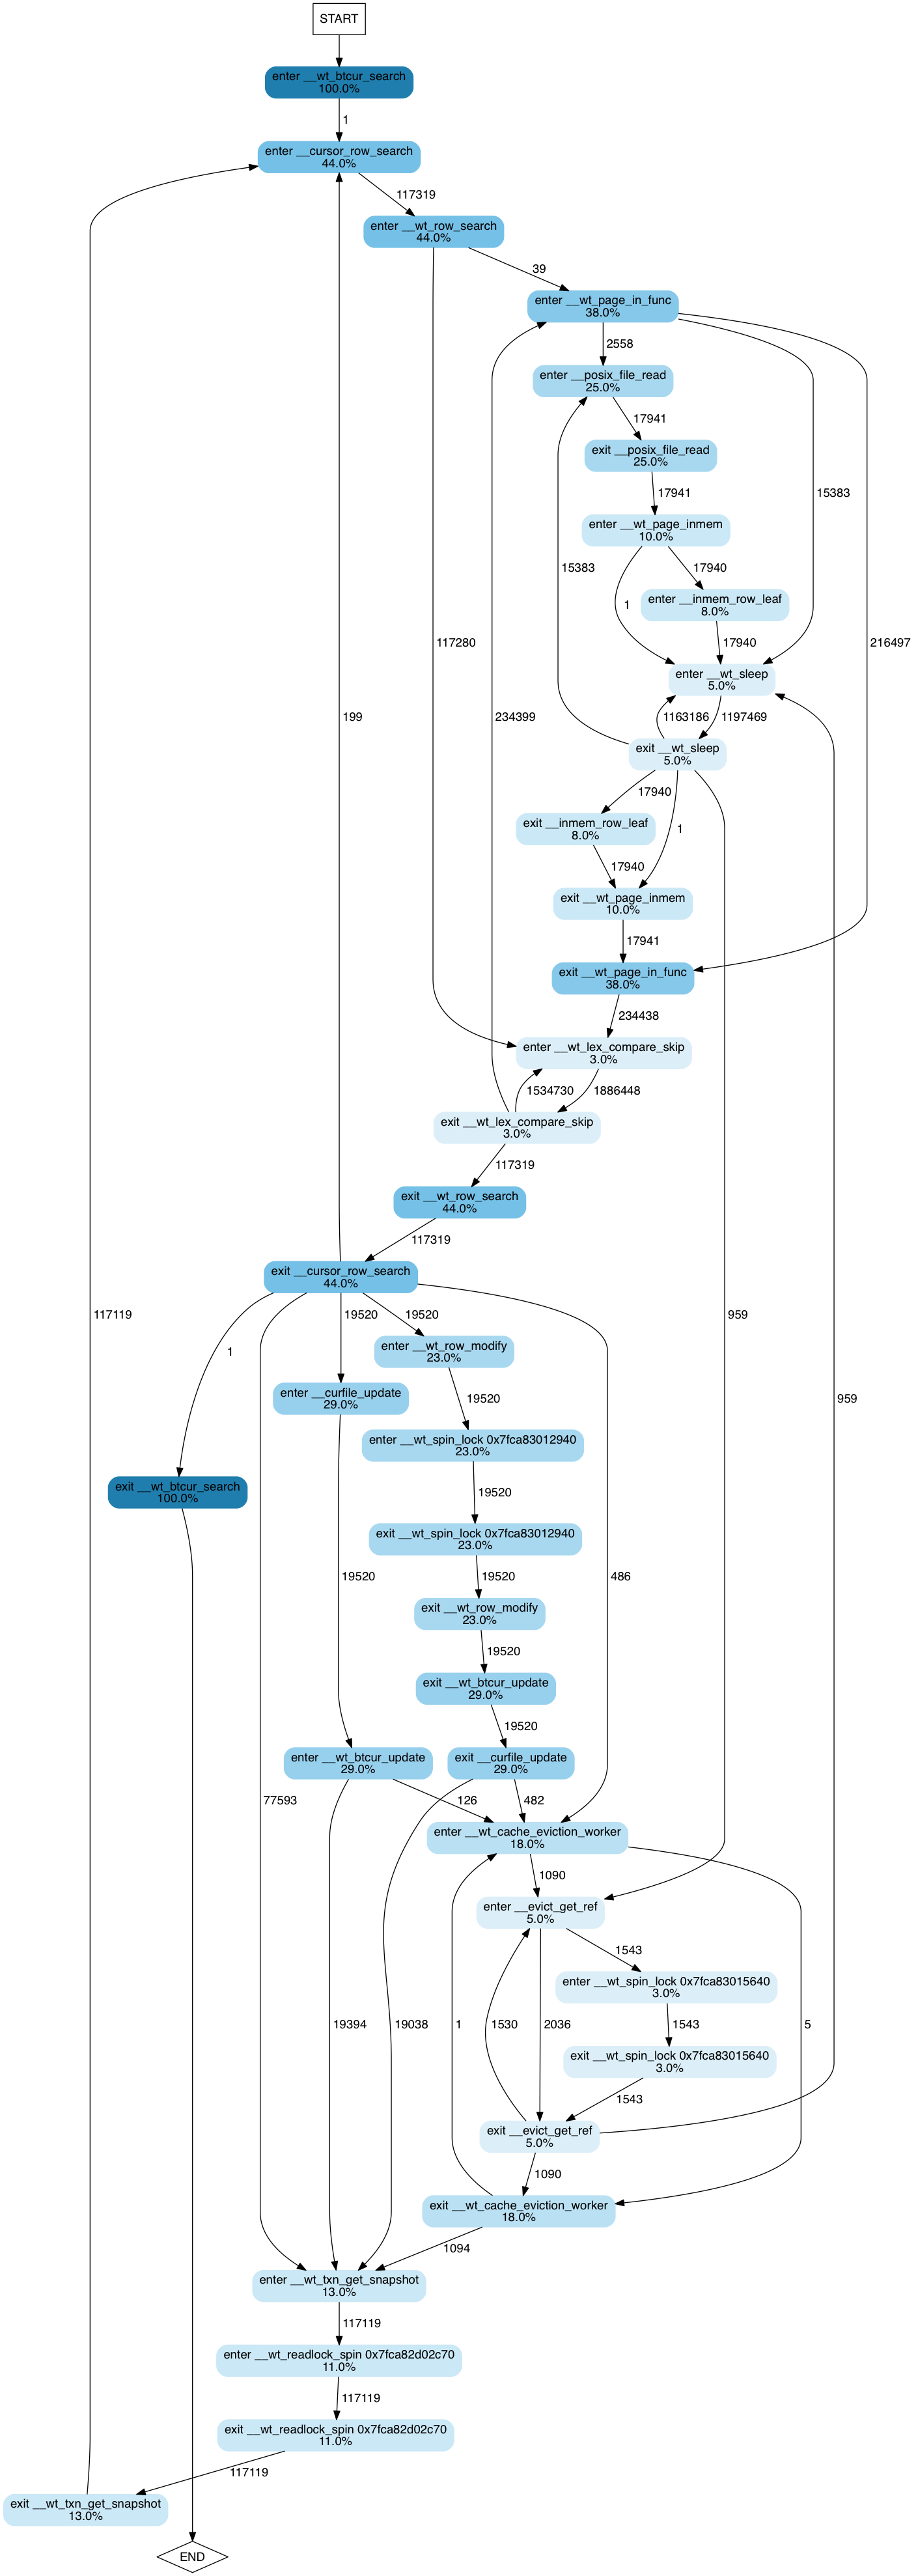 START
enter __wt_btcur_search
100.0%
1
enter __cursor_row_search
44.0%
117319
enter __wt_row_search
44.0%
39
enter __wt_page_in_func
38.0%
2558
enter __posix_file_read
25.0%
17941
exit __posix_file_read
25.0%
17941
15383
enter __wt_page_inmem
10.0%
15383
17940
1
enter __inmem_row_leaf
8.0%
117280
17940
216497
enter __wt_sleep
5.0%
199
234399
1163186
1197469
exit __wt_sleep
5.0%
17940
exit __inmem_row_leaf
8.0%
1
17940
exit __wt_page_inmem
10.0%
17941
exit __wt_page_in_func
38.0%
234438
enter __wt_lex_compare_skip
3.0%
1534730
1886448
exit __wt_lex_compare_skip
3.0%
117319
exit __wt_row_search
44.0%
117319
exit __cursor_row_search
44.0%
117119
19520
19520
959
1
enter __wt_row_modify
23.0%
enter __curfile_update
29.0%
19520
959
enter __wt_spin_lock 0x7fca83012940
23.0%
exit __wt_btcur_search
100.0%
19520
exit __wt_spin_lock 0x7fca83012940
23.0%
19520
19520
486
exit __wt_row_modify
23.0%
19520
exit __wt_btcur_update
29.0%
19520
enter __wt_btcur_update
29.0%
exit __curfile_update
29.0%
77593
126
482
enter __wt_cache_eviction_worker
18.0%
1090
enter __evict_get_ref
5.0%
1543
enter __wt_spin_lock 0x7fca83015640
3.0%
19394
19038
1
1530
2036
1543
5
exit __wt_spin_lock 0x7fca83015640
3.0%
1543
exit __evict_get_ref
5.0%
1090
exit __wt_cache_eviction_worker
18.0%
1094
enter __wt_txn_get_snapshot
13.0%
117119
enter __wt_readlock_spin 0x7fca82d02c70
11.0%
117119
exit __wt_readlock_spin 0x7fca82d02c70
11.0%
117119
exit __wt_txn_get_snapshot
13.0%
END